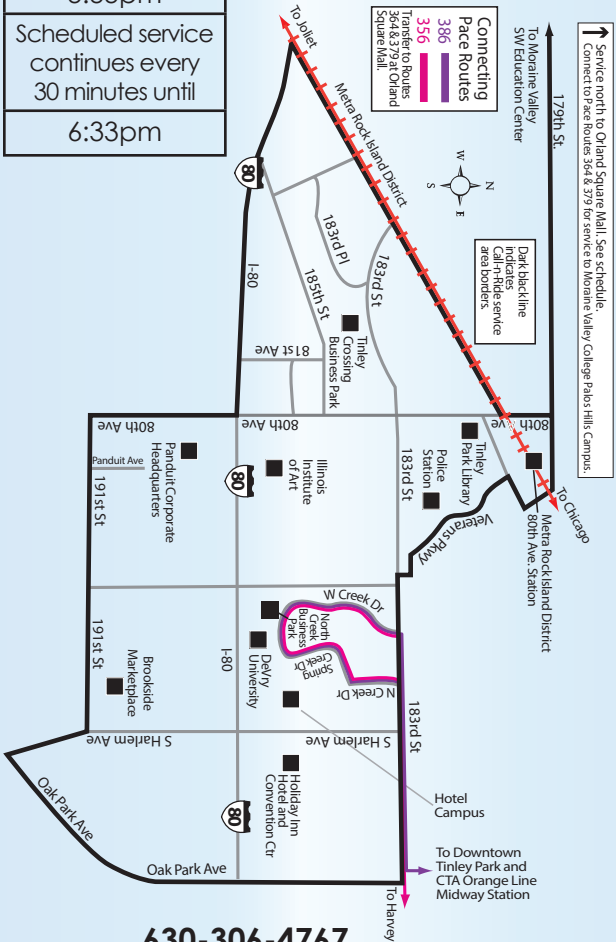 Scheduled service
continues every
30 minutes until
6:33pm
Service north to Orland Square Mall. See schedule.
Connect to Pace Routes 364 & 379 for service to Moraine Valley College Palos Hills Campus.
Connecting
Pace Routes
386
356
Transfer to Routes
364 & 379 at Orland
Square Mall.
179th St.
To Moraine Valley
SW Education Center
N
W
E
S
Dark black line
indicates
Call-n-Ride service
area borders.
To Joliet
Metra Rock Island District
To Chicago
Metra Rock Island District
80th Ave. Station
80th Ave
Tinley
Park Library
Police
Station
Veterans Pkwy
183rd St
183rd St
183rd Pl
185th St
Tinley
Crossing
Business Park
81st Ave
80
I-80
80th Ave
80th Ave
Panduit Ave
Panduit Corporate
Headquarters
Illinois
Institute
of Art
80
191st St
W Creek Dr
North
Creek
Business
Park
Spring
Creek Dr
N Creek Dr
DeVry
University
183rd St
I-80
191st St
Brookside
Marketplace
S Harlem Ave
S Harlem Ave
Hotel
Campus
Holiday Inn
Hotel and
Convention Ctr
80
Oak Park Ave
Oak Park Ave
To Downtown
Tinley Park and
CTA Orange Line
Midway Station
To Harvey
630-306-4767